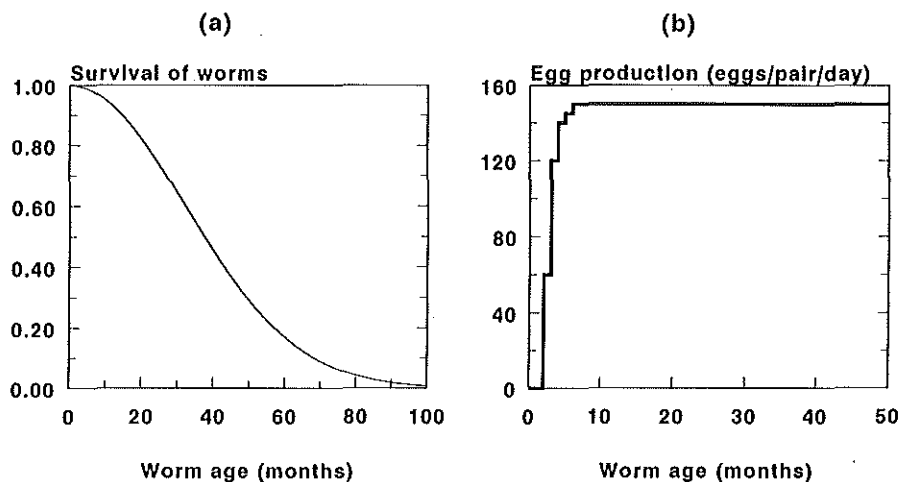 (a)
Survival of worms
1.00
0.80
0.60
0.40
0.20
0.00
0 20 40 60 80 100
Worm age (months)
(b)
Egg production (eggs/pair/day)
160
120
80
40
0
0 10 20 30 40 50
Worm age (months)